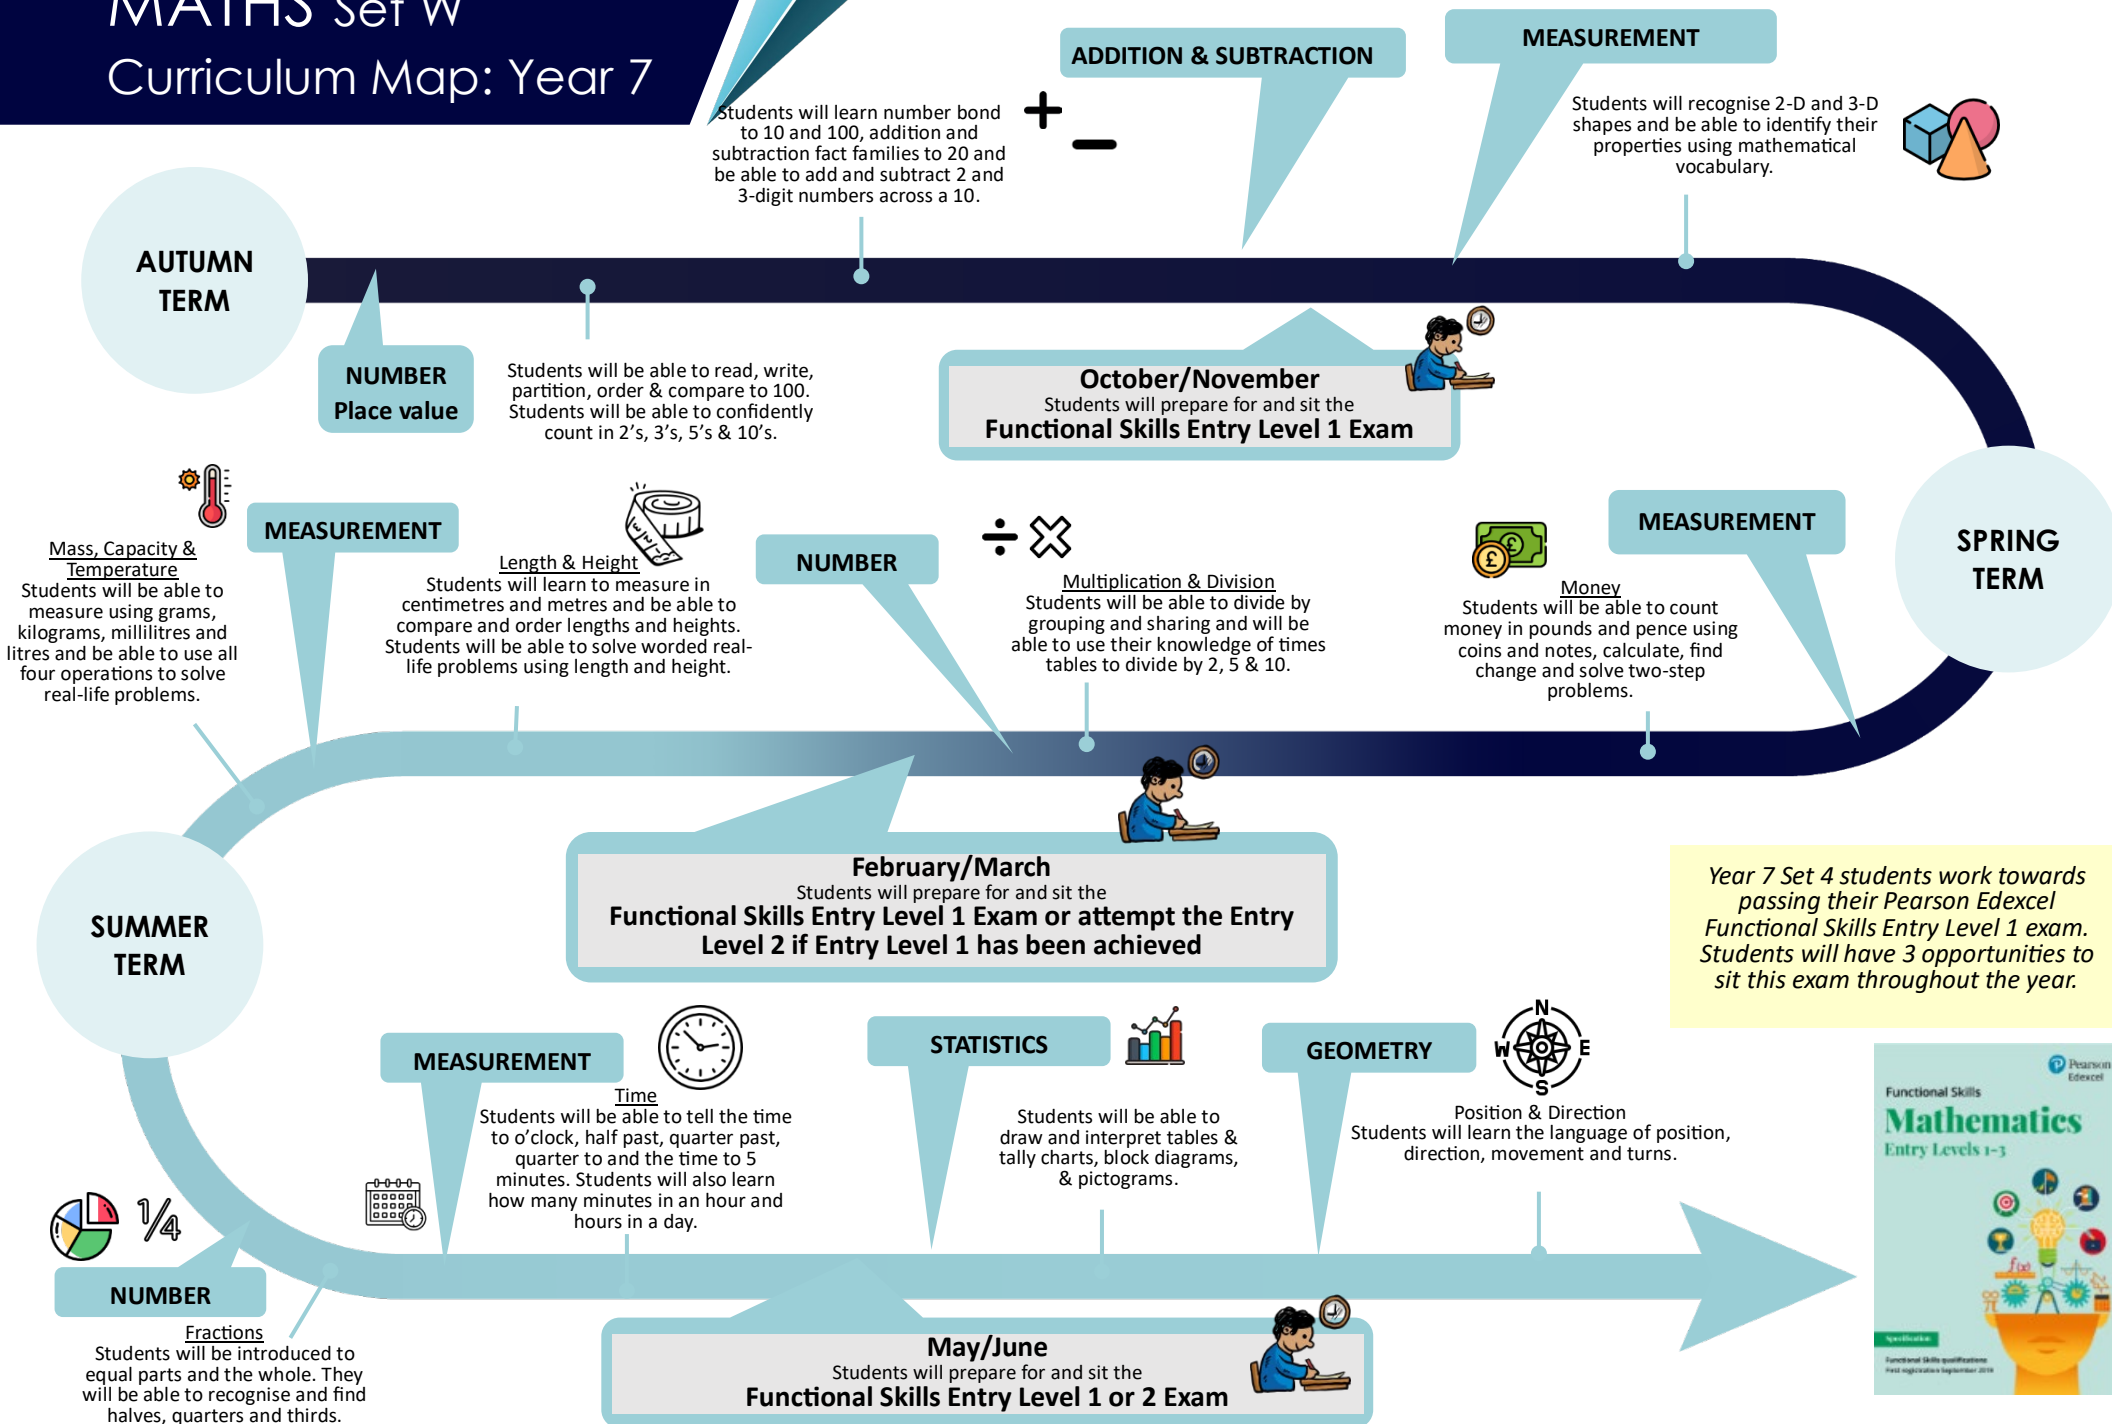 MATHS Set W
Curriculum Map: Year 7
ADDITION & SUBTRACTION
MEASUREMENT
Students will learn number bond
to 10 and 100, addition and
subtraction fact families to 20 and
be able to add and subtract 2 and
3-digit numbers across a 10.
Students will recognise 2-D and 3-D
shapes and be able to identify their
properties using mathematical
vocabulary.
AUTUMN
TERM
NUMBER
Place value
Students will be able to read, write,
partition, order & compare to 100.
Students will be able to confidently
count in 2's, 3's, 5's & 10's.
October/November
Students will prepare for and sit the
Functional Skills Entry Level 1 Exam
SPRING
TERM
MEASUREMENT
Money
Students will be able to count
money in pounds and pence using
coins and notes, calculate, find
change and solve two-step
problems.
NUMBER
Multiplication & Division
Students will be able to divide by
grouping and sharing and will be
able to use their knowledge of times
tables to divide by 2, 5 & 10.
Length & Height
Students will learn to measure in
centimetres and metres and be able to
compare and order lengths and heights.
Students will be able to solve worded real-
life problems using length and height.
MEASUREMENT
Mass, Capacity &
Temperature
Students will be able to
measure using grams,
kilograms, millilitres and
litres and be able to use all
four operations to solve
real-life problems.
February/March
Students will prepare for and sit the
Functional Skills Entry Level 1 Exam or attempt the Entry
Level 2 if Entry Level 1 has been achieved
Year 7 Set 4 students work towards
passing their Pearson Edexcel
Functional Skills Entry Level 1 exam.
Students will have 3 opportunities to
sit this exam throughout the year.
SUMMER
TERM
1/4
NUMBER
Fractions
Students will be introduced to
equal parts and the whole. They
will be able to recognise and find
halves, quarters and thirds.
MEASUREMENT
Time
Students will be able to tell the time
to o'clock, half past, quarter past,
quarter to and the time to 5
minutes. Students will also learn
how many minutes in an hour and
hours in a day.
STATISTICS
Students will be able to
draw and interpret tables &
tally charts, block diagrams,
& pictograms.
GEOMETRY
N
W E
S
Position & Direction
Students will learn the language of position,
direction, movement and turns.
May/June
Students will prepare for and sit the
Functional Skills Entry Level 1 or 2 Exam
Pearson
Edexcel
Functional Skills
Mathematics
Entry Levels 1-3
f(x)
π
Specification
Functional Skills qualifications
First registration September 2019